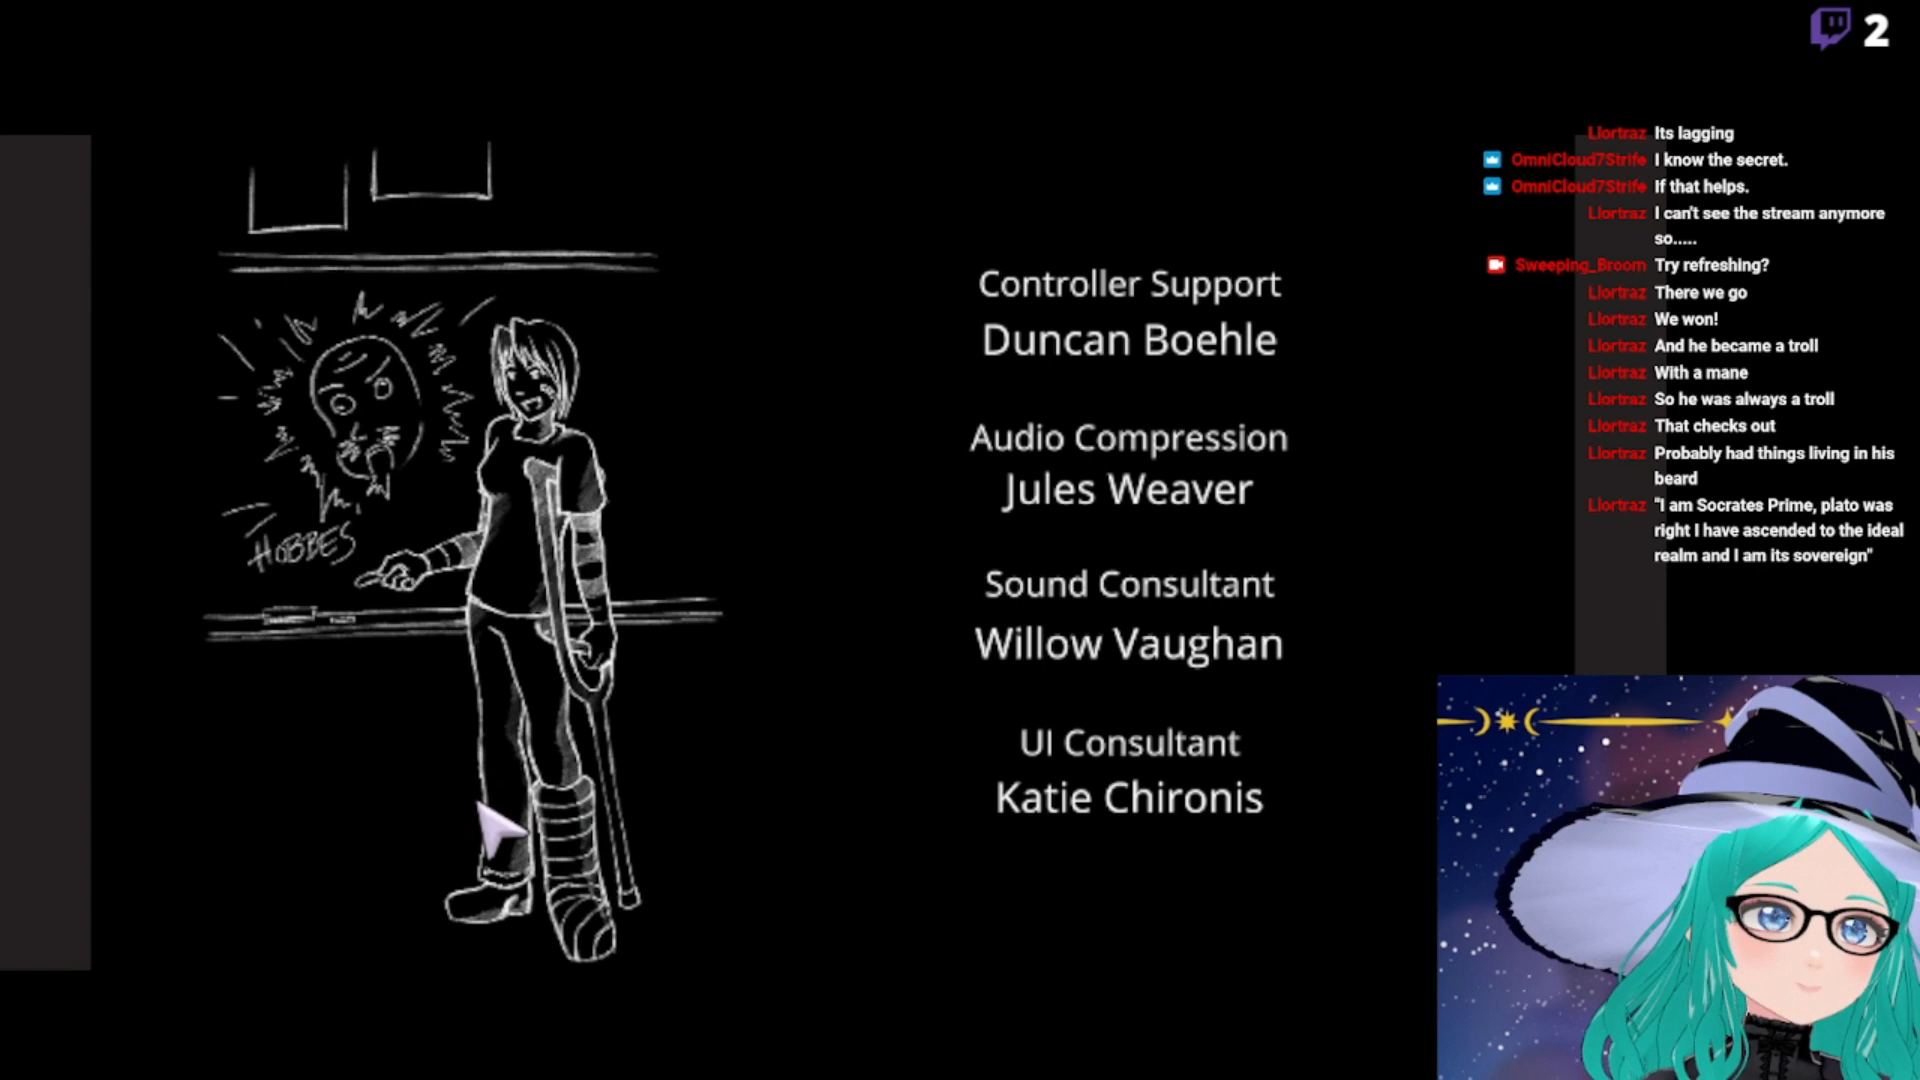 2
Its lagging
Llortraz
OmniCloud7Strife I know the secret.
OmniCloud7Strife If that helps.
Llortraz I can't see the stream anymore
so.....
Sweeping_Broom Try refreshing?
Llortraz There we go
Llortraz We won!
Llortraz And he became a troll
Llortraz With a mane
Llortraz So he was always a troll
Llortraz That checks out
Llortraz Probably had things living in his
beard
Llortraz "I am Socrates Prime, plato was
right I have ascended to the ideal
realm and I am its sovereign"
HOBBES
Controller Support
Duncan Boehle
Audio Compression
Jules Weaver
Sound Consultant
Willow Vaughan
UI Consultant
Katie Chironis